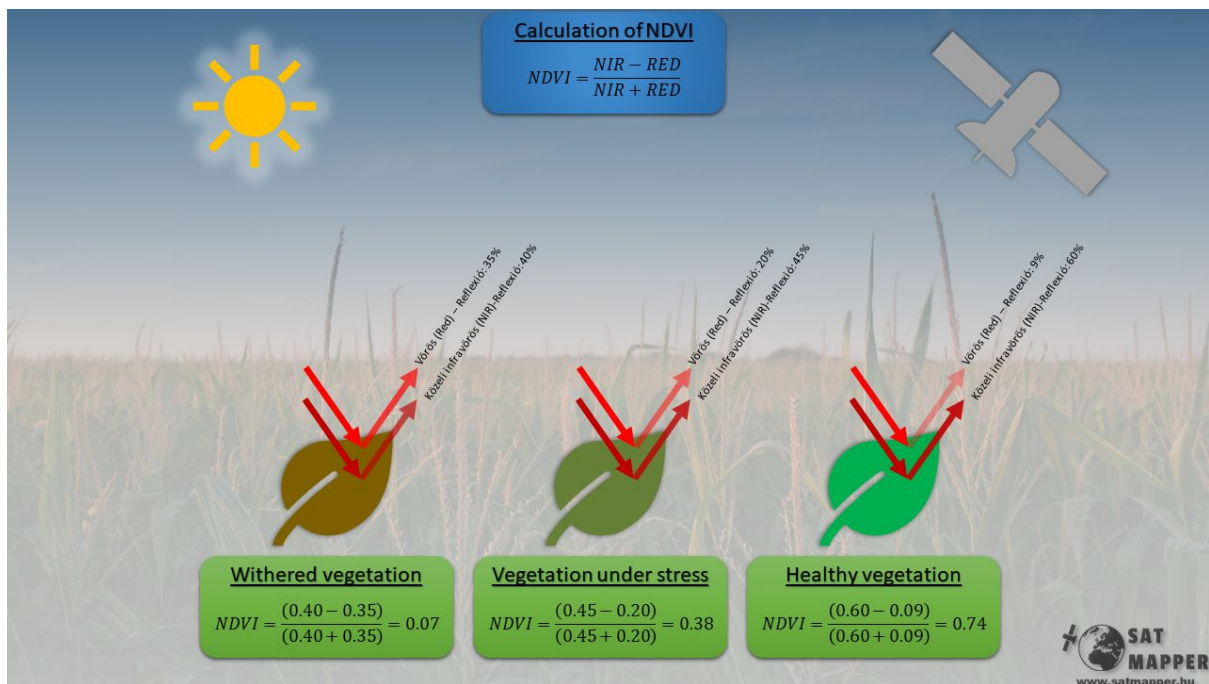 Calculation of NDVI
NDVI = (NIR − RED) / (NIR + RED)
Vörös (Red) – Reflexió: 35%
Közeli infravörös (NIR)-Reflexió: 40%
Vörös (Red) – Reflexió: 20%
Közeli infravörös (NIR)-Reflexió: 45%
Vörös (Red) – Reflexió: 9%
Közeli infravörös (NIR)-Reflexió: 60%
Withered vegetation
NDVI = (0.40 − 0.35) / (0.40 + 0.35) = 0.07
Vegetation under stress
NDVI = (0.45 − 0.20) / (0.45 + 0.20) = 0.38
Healthy vegetation
NDVI = (0.60 − 0.09) / (0.60 + 0.09) = 0.74
SAT
MAPPER
www.satmapper.hu